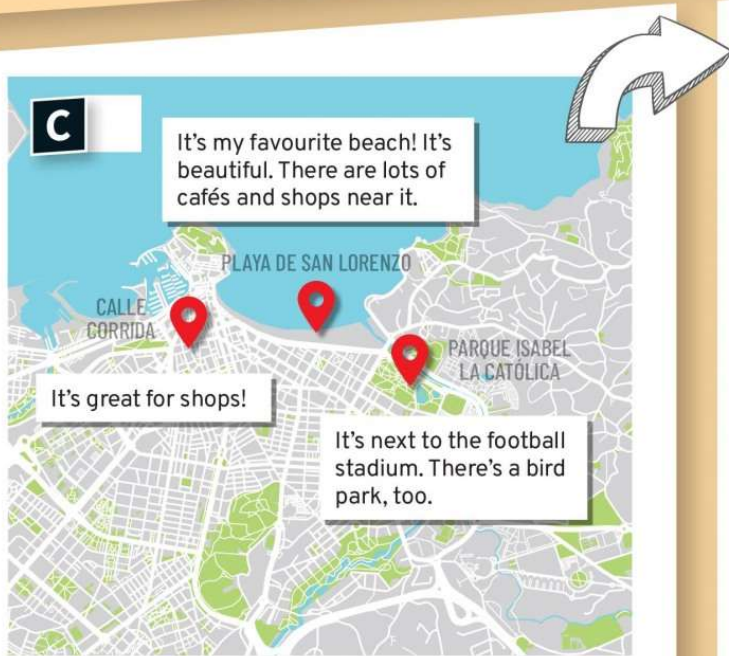 C
It's my favourite beach! It's
beautiful. There are lots of
cafés and shops near it.
PLAYA DE SAN LORENZO
CALLE
CORRIDA
PARQUE ISABEL
LA CATÓLICA
It's great for shops!
It's next to the football
stadium. There's a bird
park, too.